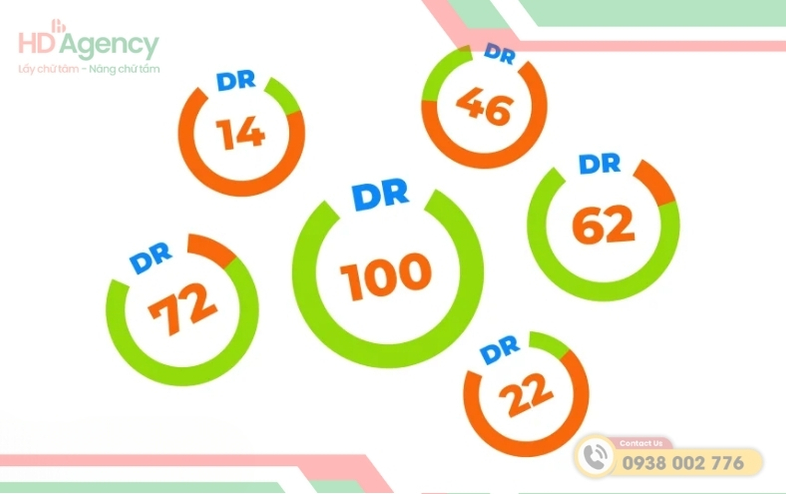 HD Agency
Lấy chữ tâm - Nâng chữ tầm
DR
14
DR
46
DR
62
DR
100
DR
72
DR
22
Contact Us
0938 002 776